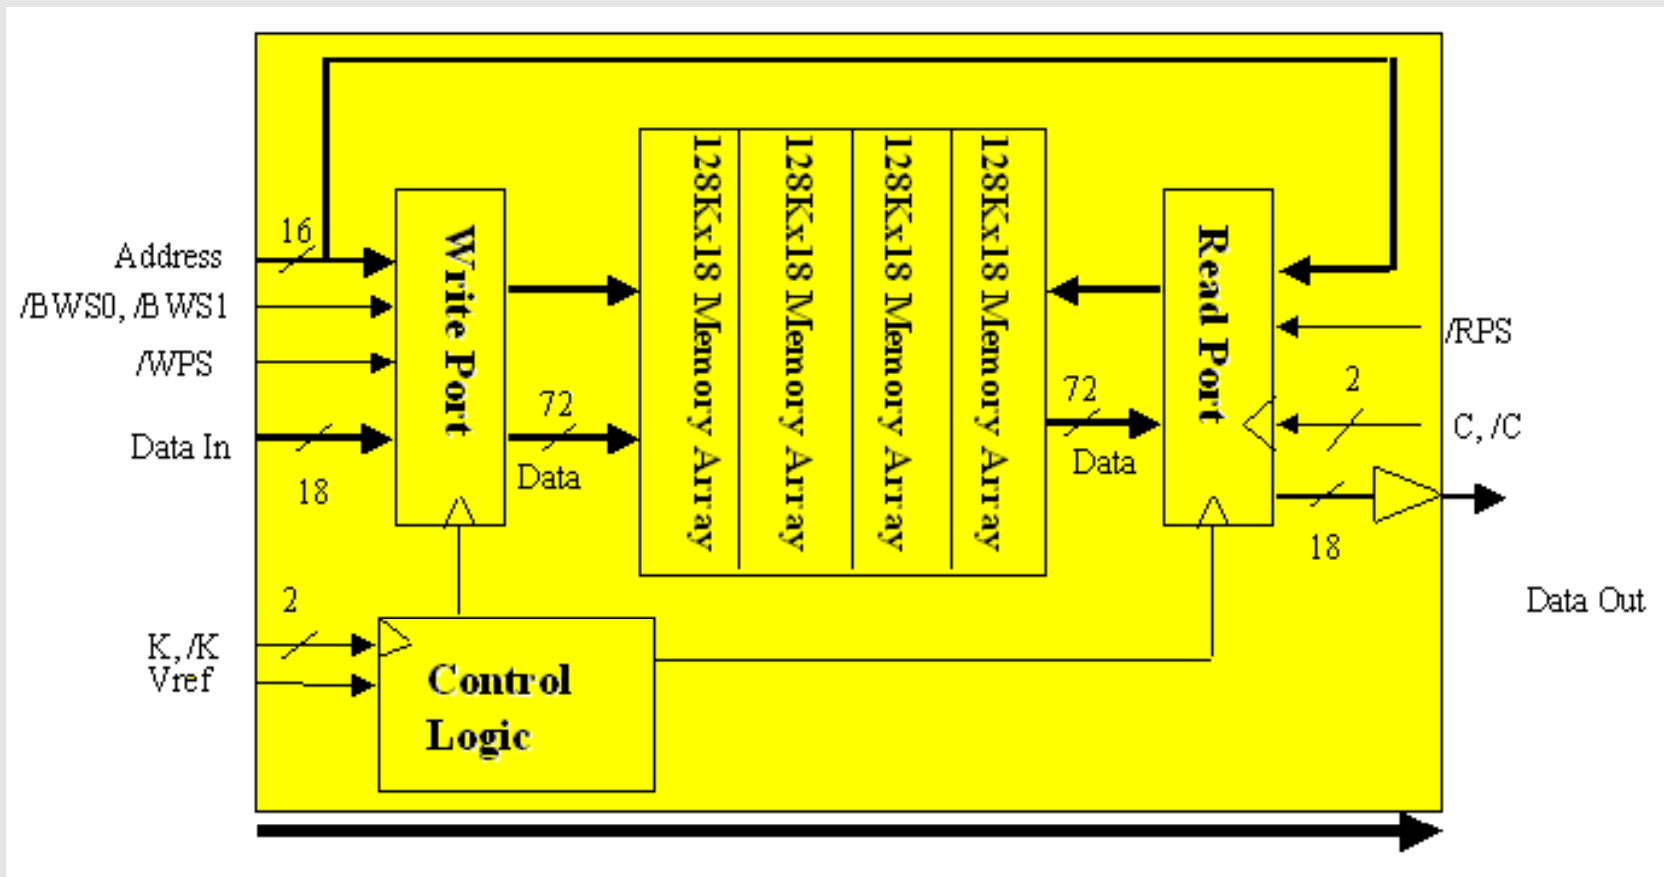 16
Address
/BWS0, /BWS1
/WPS
Data In
18
2
K, /K
Vref
Write Port
72
Data
128Kx18 Memory Array
128Kx18 Memory Array
128Kx18 Memory Array
128Kx18 Memory Array
72
Data
Read Port
/RPS
2
C, /C
18
Data Out
Control
Logic